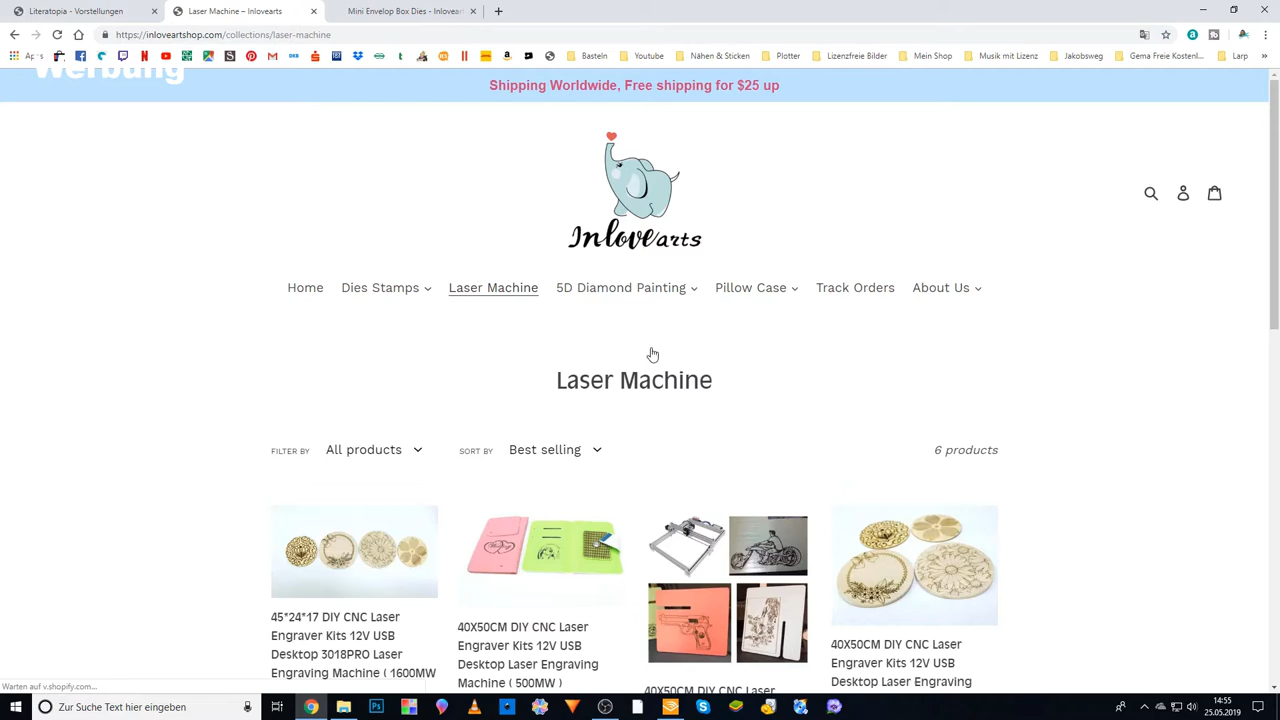 Literatopia - Vorstellungen
Laser Machine – Inlovearts
Mini Envelop Box Dies - Inloveart
https://inloveartshop.com/collections/laser-machine
Apps
Basteln
Youtube
Nähen & Sticken
Plotter
Lizenzfreie Bilder
Mein Shop
Musik mit Lizenz
Jakobsweg
Gema Freie Kostenl...
Larp
Werbung
Shipping Worldwide, Free shipping for $25 up
Inlovearts
Home
Dies Stamps
Laser Machine
5D Diamond Painting
Pillow Case
Track Orders
About Us
Laser Machine
FILTER BY All products SORT BY Best selling 6 products
45*24*17 DIY CNC Laser
Engraver Kits 12V USB
Desktop 3018PRO Laser
Engraving Machine ( 1600MW
40X50CM DIY CNC Laser
Engraver Kits 12V USB
Desktop Laser Engraving
Machine ( 500MW )
40X50CM DIY CNC Laser
40X50CM DIY CNC Laser
Engraver Kits 12V USB
Desktop Laser Engraving
Warten auf v.shopify.com...
Zur Suche Text hier eingeben
14:55
25.05.2019